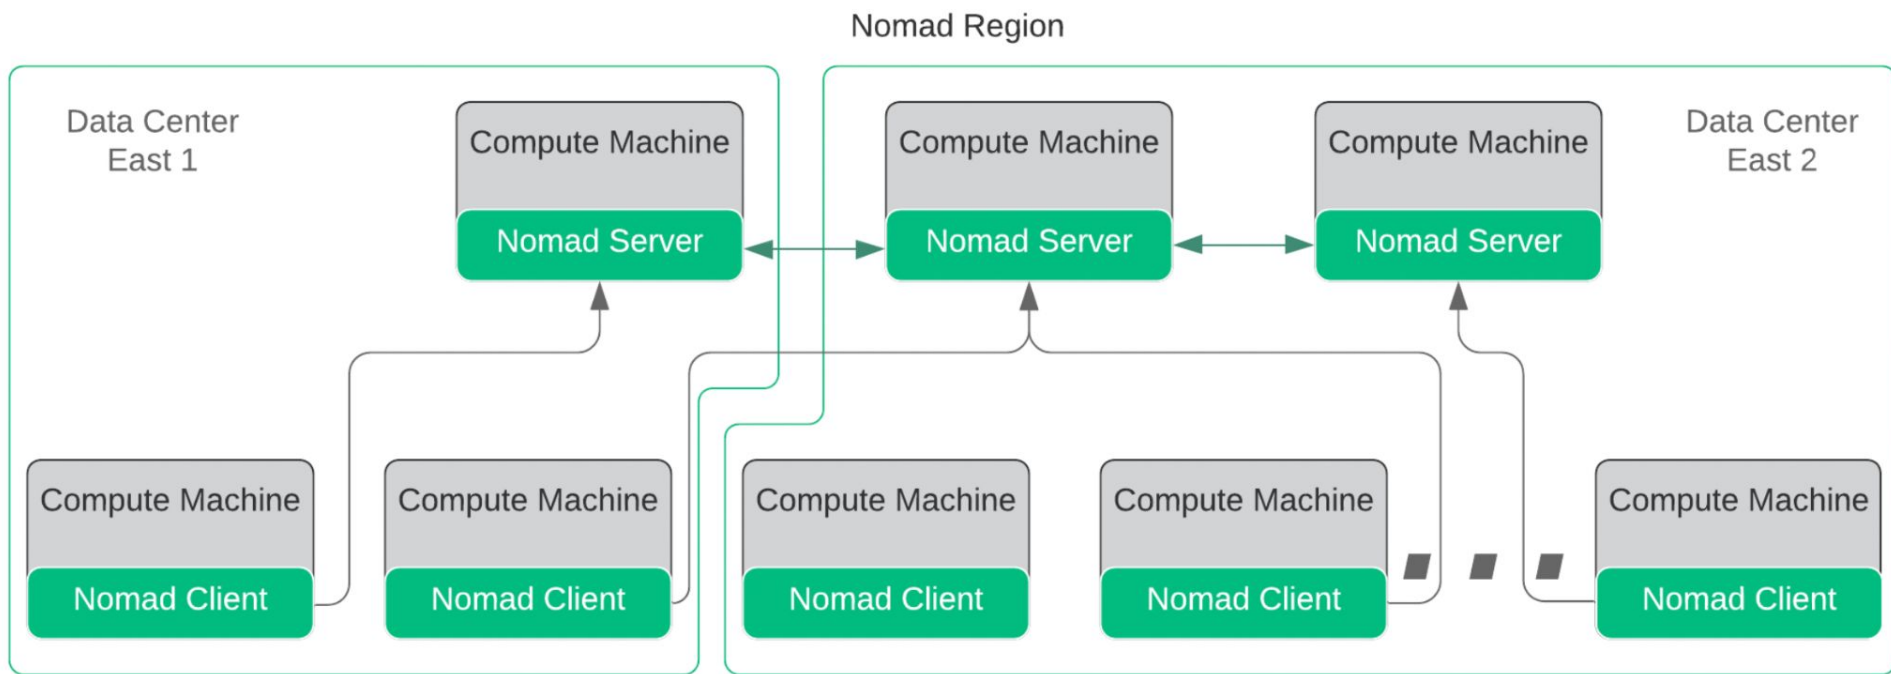 Nomad Region
Data Center
East 1
Compute Machine
Nomad Server
Compute Machine
Nomad Server
Compute Machine
Nomad Server
Data Center
East 2
Compute Machine
Nomad Client
Compute Machine
Nomad Client
Compute Machine
Nomad Client
Compute Machine
Nomad Client
Compute Machine
Nomad Client